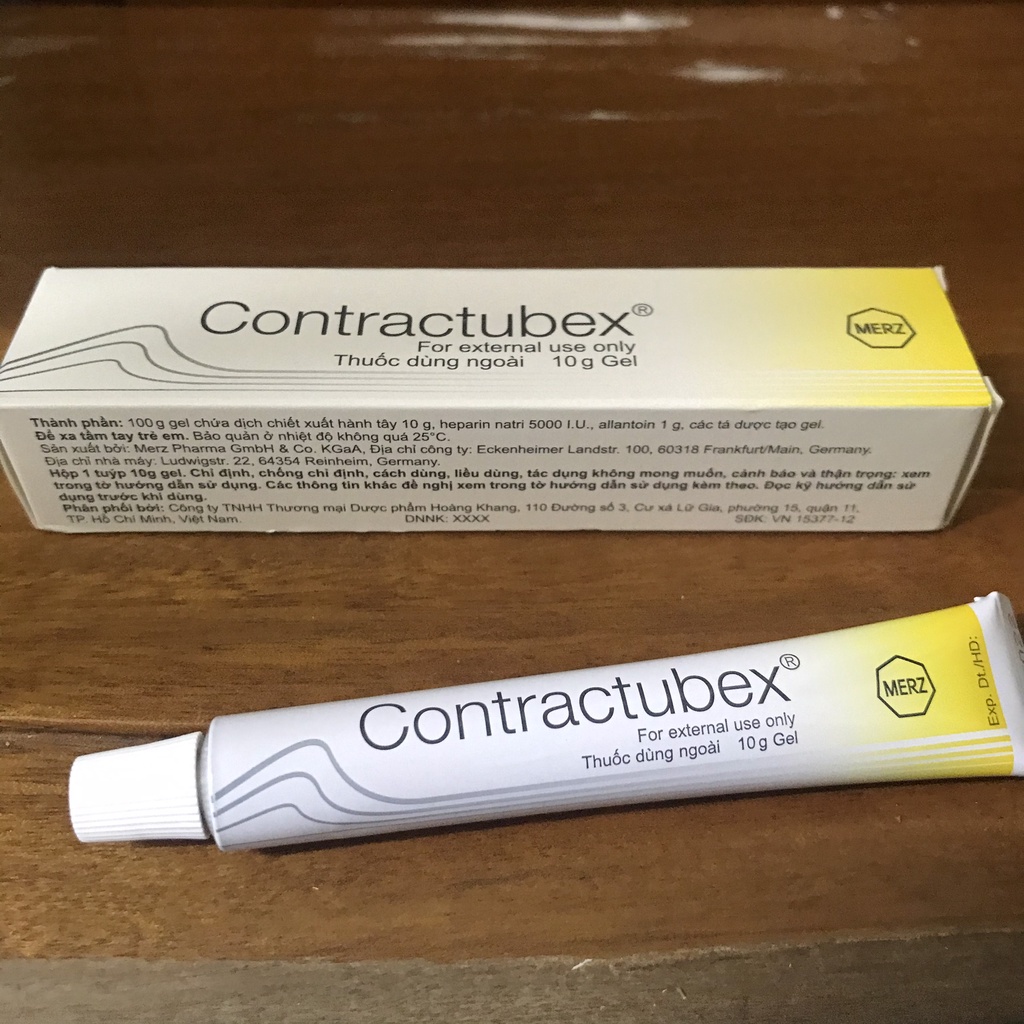 Contractubex®
For external use only
Thuốc dùng ngoài 10 g Gel
MERZ
Thành phần: 100 g gel chứa dịch chiết xuất hành tây 10 g, heparin natri 5000 I.U., allantoin 1 g, các tá dược tạo gel.
Để xa tầm tay trẻ em. Bảo quản ở nhiệt độ không quá 25°C.
Sản xuất bởi: Merz Pharma GmbH & Co. KGaA, Địa chỉ công ty: Eckenheimer Landstr. 100, 60318 Frankfurt/Main, Germany.
Địa chỉ nhà máy: Ludwigstr. 22, 64354 Reinheim, Germany.
Hộp 1 tuýp 10g gel. Chỉ định, chống chỉ định, cách dùng, liều dùng, tác dụng không mong muốn, cảnh báo và thận trọng: xem
trong tờ hướng dẫn sử dụng. Các thông tin khác đề nghị xem trong tờ hướng dẫn sử dụng kèm theo. Đọc kỹ hướng dẫn sử
dụng trước khi dùng.
Phân phối bởi: Công ty TNHH Thương mại Dược phẩm Hoàng Khang, 110 Đường số 3, Cư xá Lữ Gia, phường 15, quận 11,
TP. Hồ Chí Minh, Việt Nam. DNNK: XXXX SĐK: VN 15377-12
Contractubex®
For external use only
Thuốc dùng ngoài 10 g Gel
MERZ
Exp. Dt./HD: